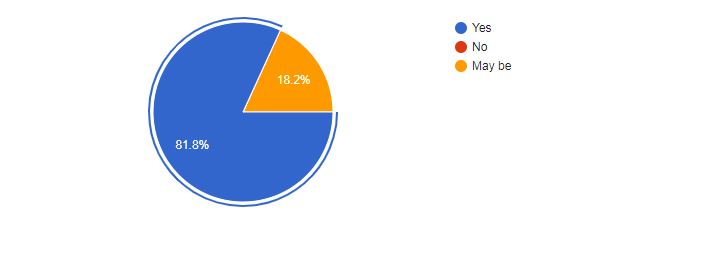 Yes
No
May be
18.2%
81.8%